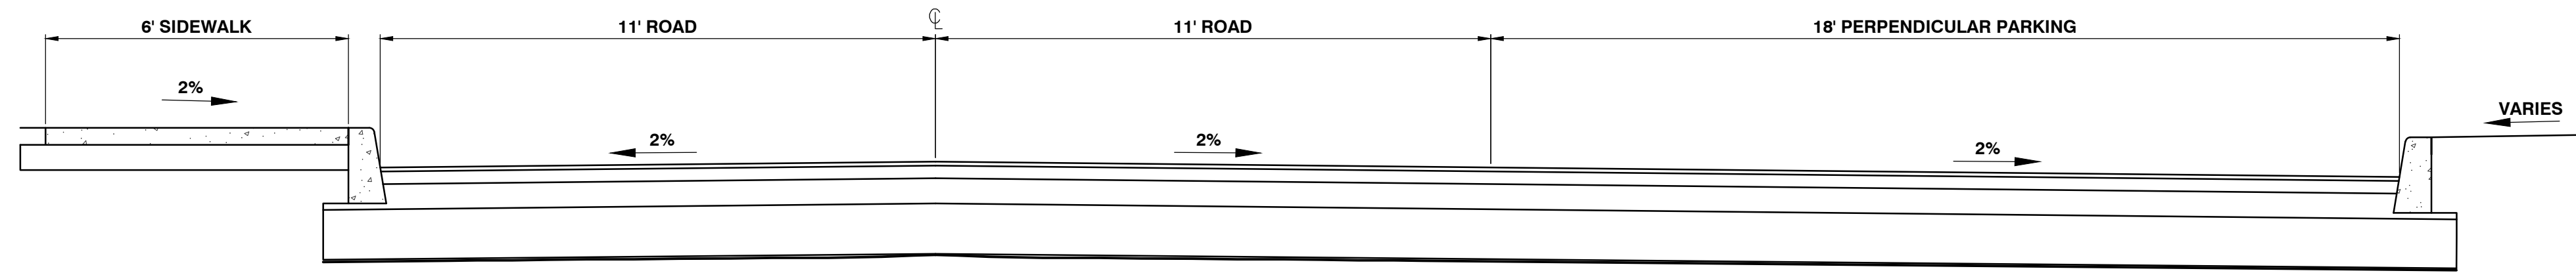 6' SIDEWALK
11' ROAD
℄
11' ROAD
18' PERPENDICULAR PARKING
2%
2%
2%
2%
VARIES